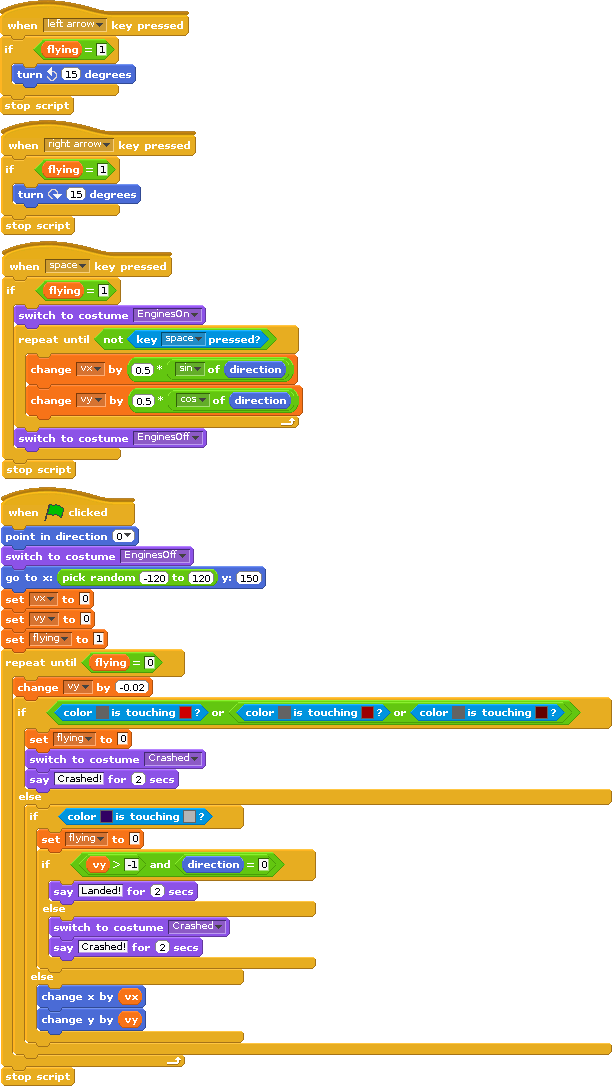 when left arrow key pressed
if flying = 1
turn 15 degrees
stop script
when right arrow key pressed
if flying = 1
turn 15 degrees
stop script
when space key pressed
if flying = 1
switch to costume EnginesOn
repeat until not key space pressed?
change vx by 0.5 * sin of direction
change vy by 0.5 * cos of direction
switch to costume EnginesOff
stop script
when clicked
point in direction 0
switch to costume EnginesOff
go to x: pick random -120 to 120 y: 150
set vx to 0
set vy to 0
set flying to 1
repeat until flying = 0
change vy by -0.02
if color is touching ? or color is touching ? or color is touching ?
set flying to 0
switch to costume Crashed
say Crashed! for 2 secs
else
if color is touching ?
set flying to 0
if vy > -1 and direction = 0
say Landed! for 2 secs
else
switch to costume Crashed
say Crashed! for 2 secs
else
change x by vx
change y by vy
stop script